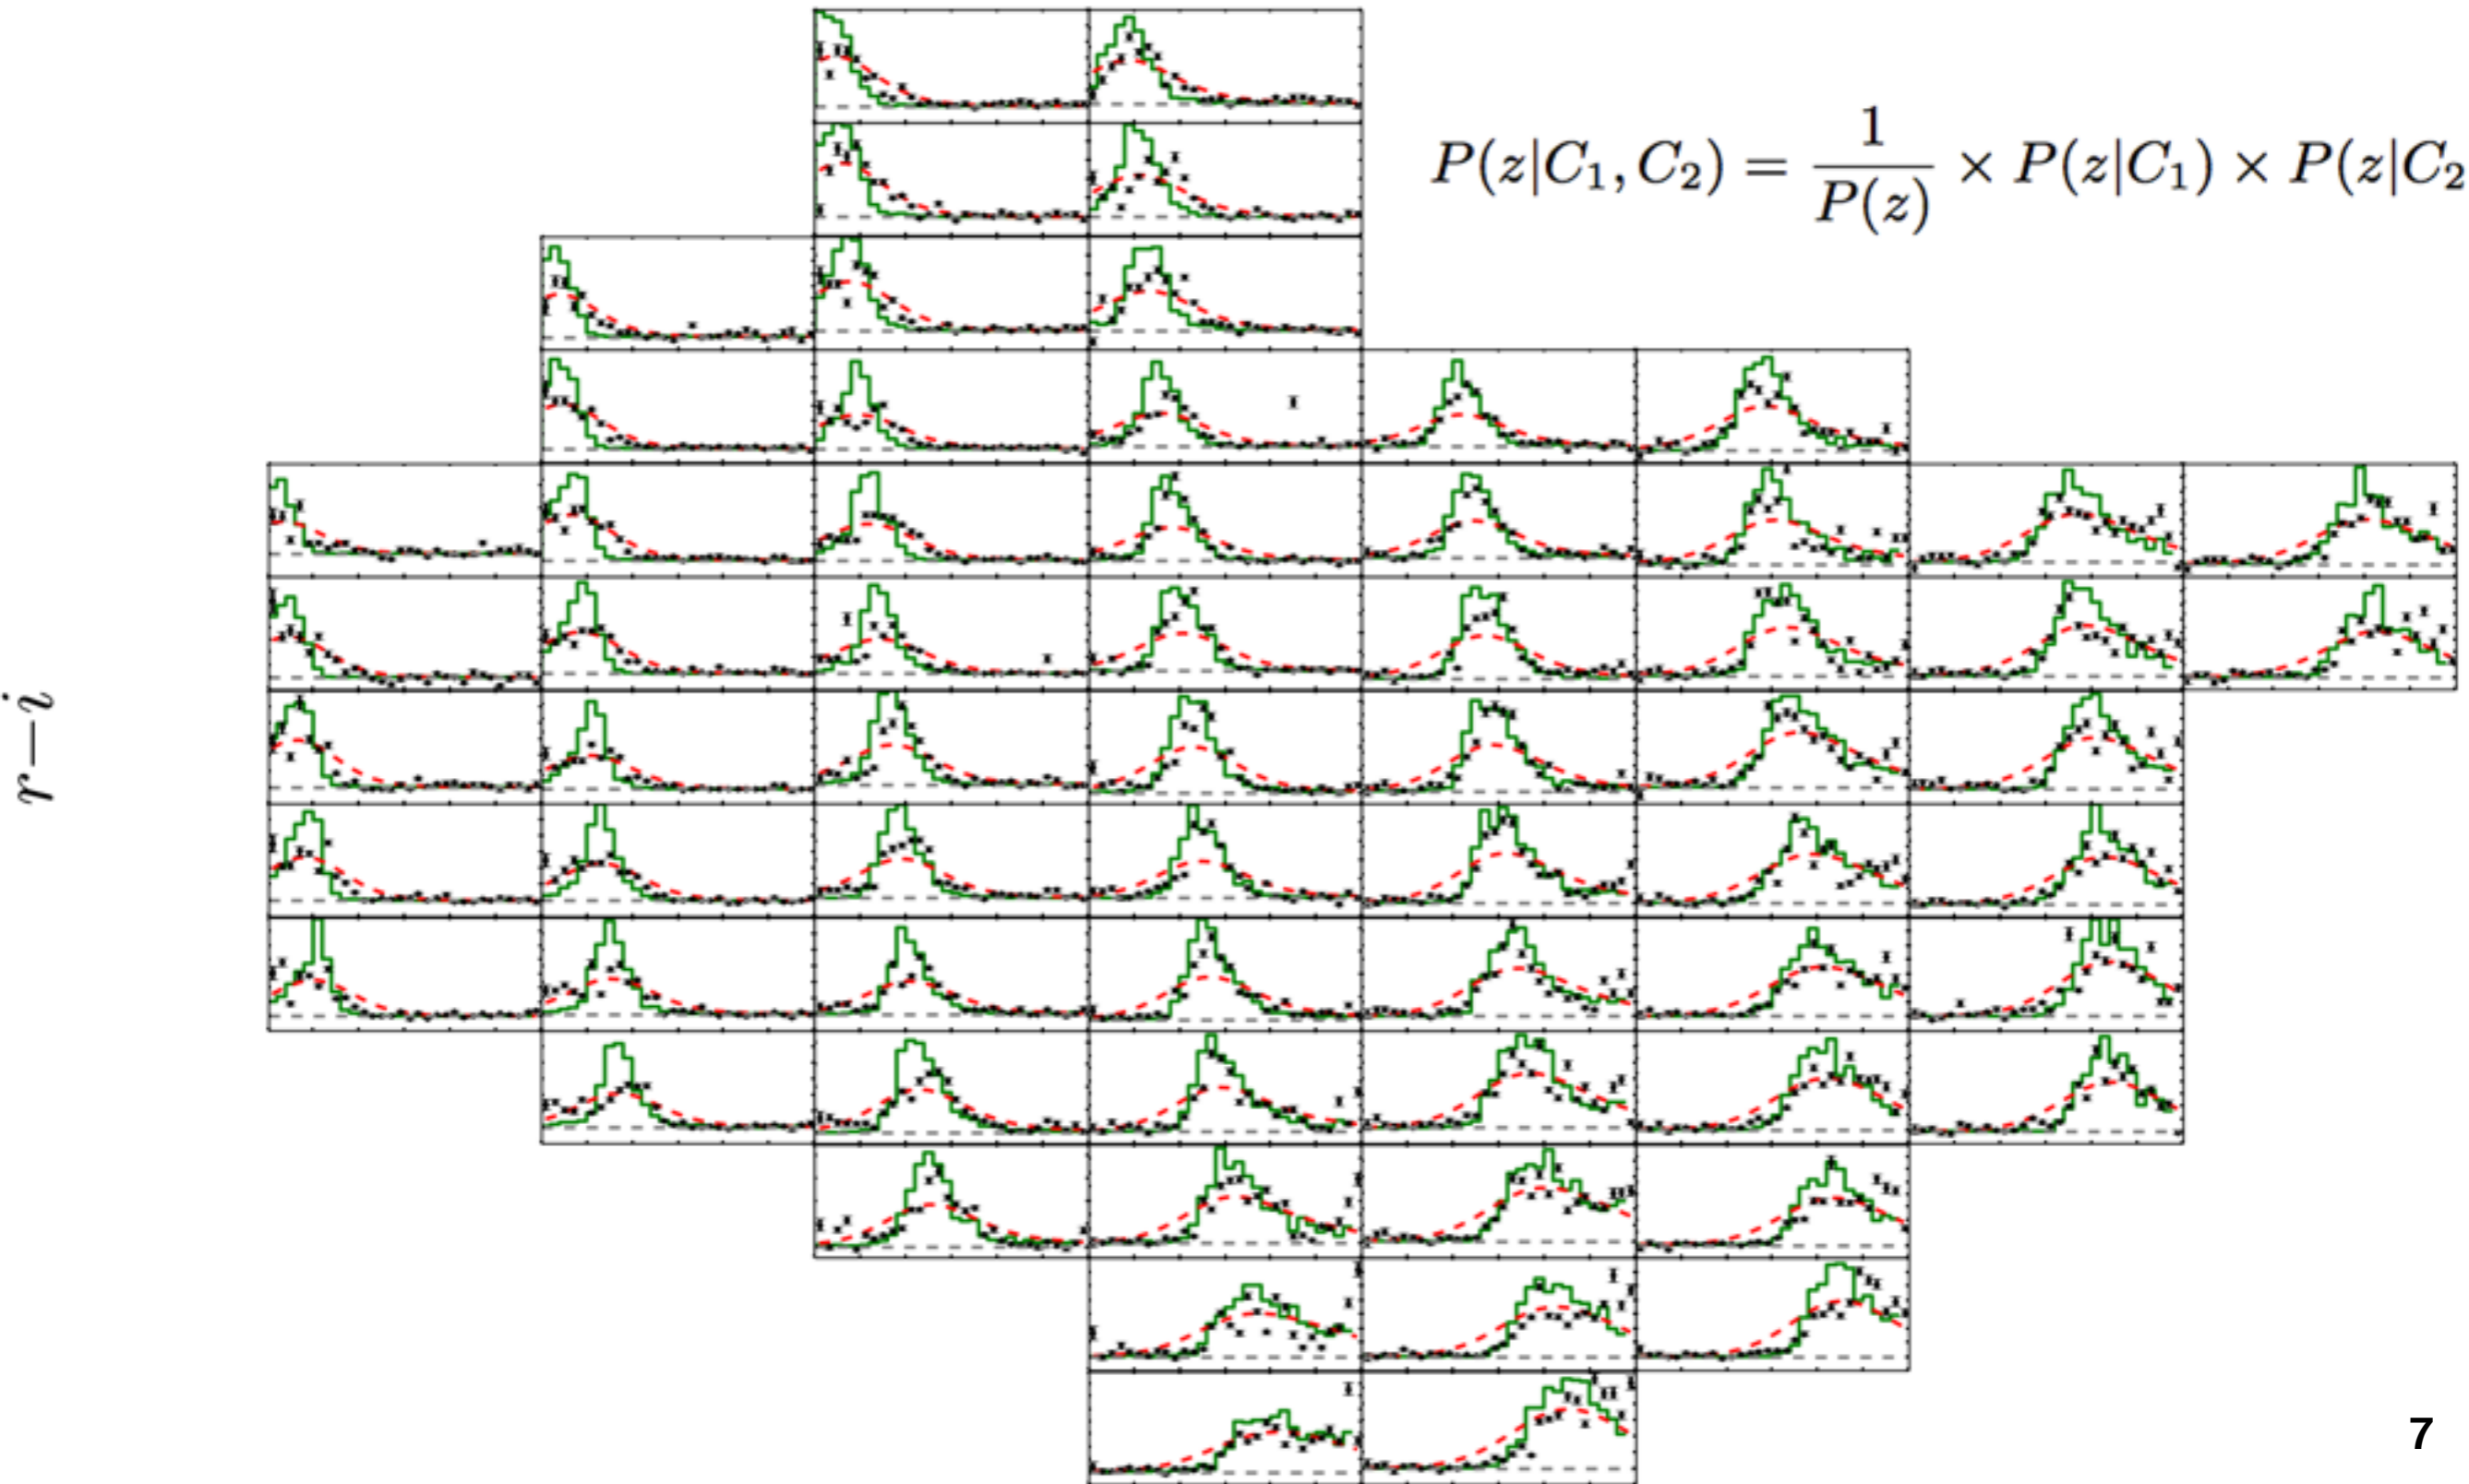 P(z|C₁, C₂) = 1/P(z) × P(z|C₁) × P(z|C₂
r−i
7